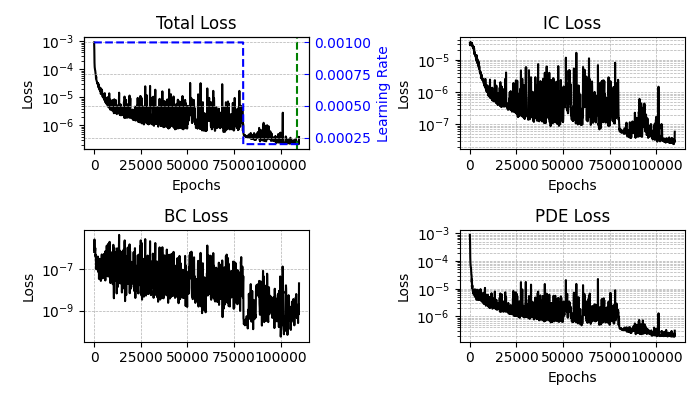 Total Loss
Loss
10⁻³
10⁻⁴
10⁻⁵
10⁻⁶
0 25000 50000 75000 100000
Epochs
0.00100
0.00075
0.00050
0.00025
Learning Rate
IC Loss
Loss
10⁻⁵
10⁻⁶
10⁻⁷
0 25000 50000 75000 100000
Epochs
BC Loss
Loss
10⁻⁷
10⁻⁹
0 25000 50000 75000 100000
PDE Loss
Loss
10⁻³
10⁻⁴
10⁻⁵
10⁻⁶
0 25000 50000 75000 100000
Epochs